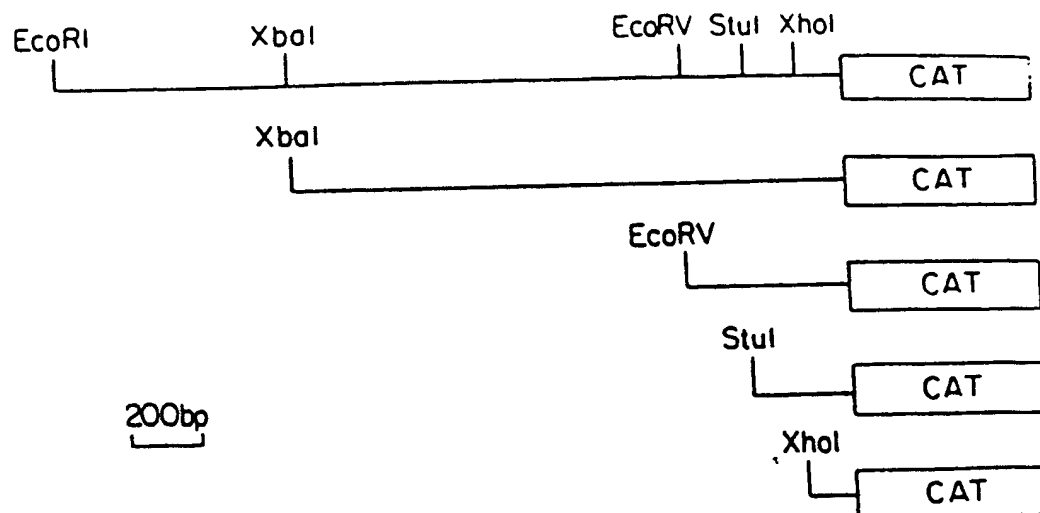 EcoRI XbaI EcoRV StuI XhoI
CAT
XbaI
CAT
EcoRV
CAT
StuI
CAT
200bp
XhoI
CAT